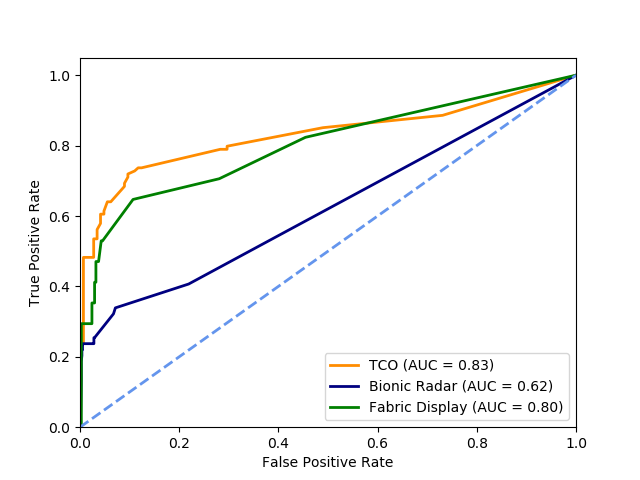 1.0
0.8
0.6
0.4
0.2
0.0
True Positive Rate
TCO (AUC = 0.83)
Bionic Radar (AUC = 0.62)
Fabric Display (AUC = 0.80)
0.0 0.2 0.4 0.6 0.8 1.0
False Positive Rate